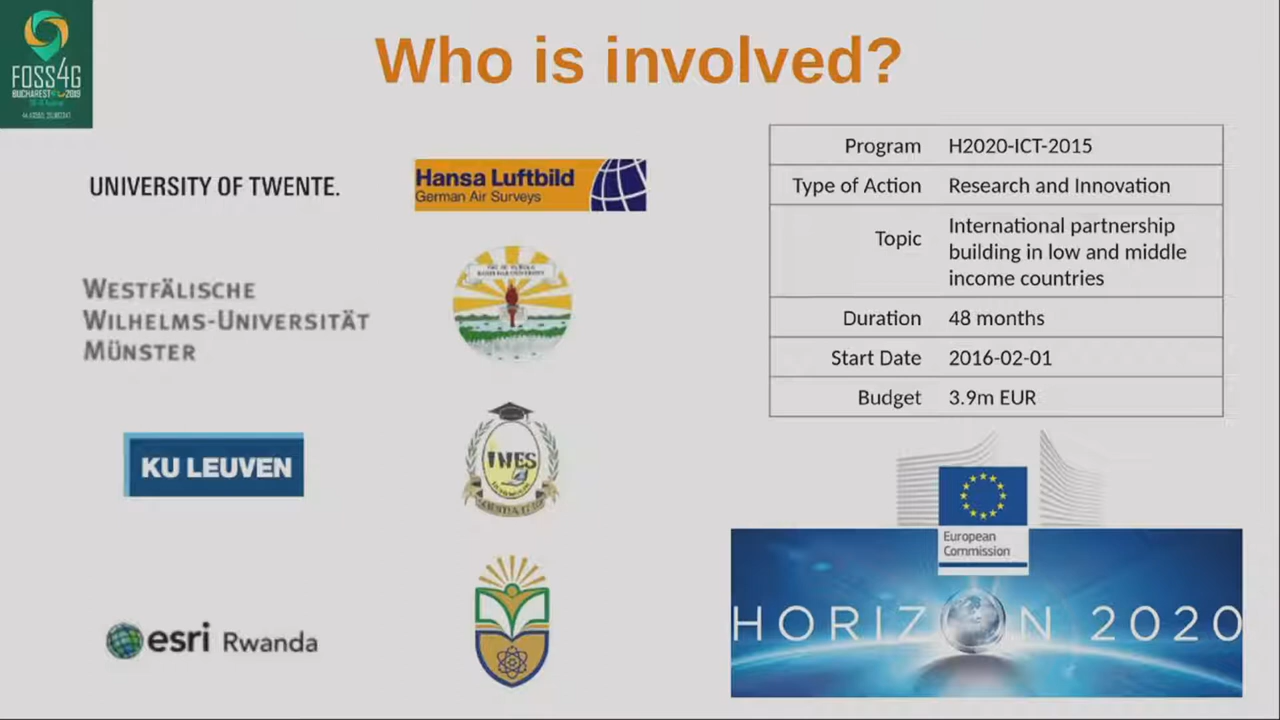 FOSS4G
BUCHAREST 2019
Who is involved?
UNIVERSITY OF TWENTE.
Hansa Luftbild
German Air Surveys
WESTFÄLISCHE
WILHELMS-UNIVERSITÄT
MÜNSTER
KU LEUVEN
INES
esri Rwanda
Program H2020-ICT-2015
Type of Action Research and Innovation
Topic International partnership
building in low and middle
income countries
Duration 48 months
Start Date 2016-02-01
Budget 3.9m EUR
European
Commission
HORIZON 2020